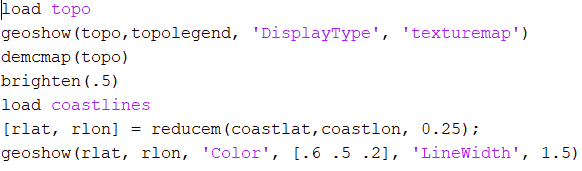 load topo
geoshow(topo,topolegend, 'DisplayType', 'texturemap')
demcmap(topo)
brighten(.5)
load coastlines
[rlat, rlon] = reducem(coastlat,coastlon, 0.25);
geoshow(rlat, rlon, 'Color', [.6 .5 .2], 'LineWidth', 1.5)